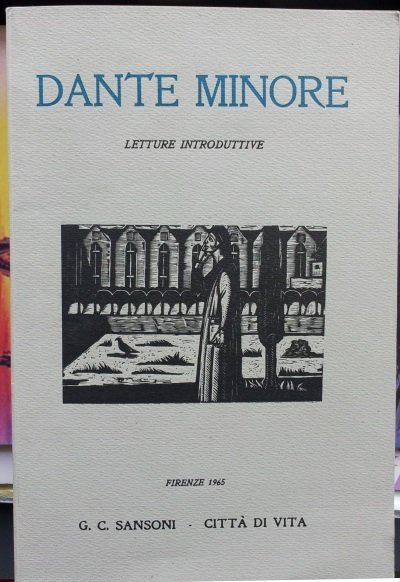 DANTE MINORE
LETTURE INTRODUTTIVE
FIRENZE 1965
G. C. SANSONI - CITTÀ DI VITA